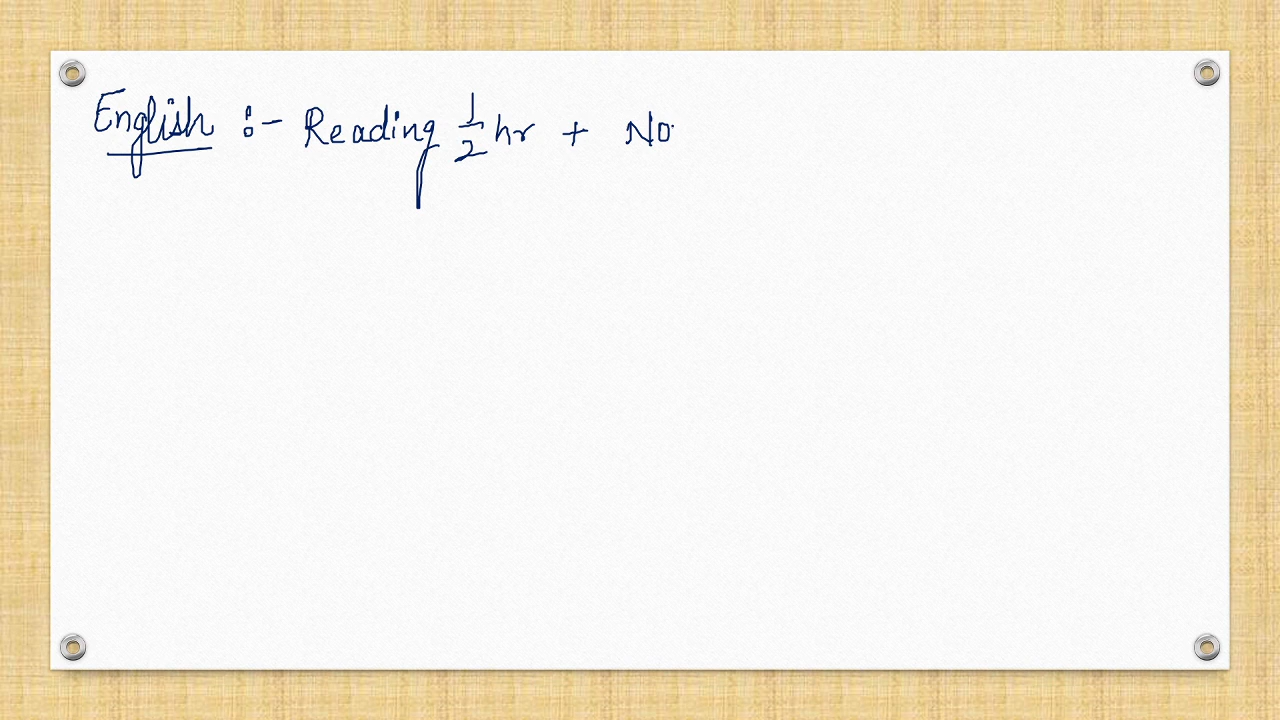 English :- Reading 1/2 hr + No